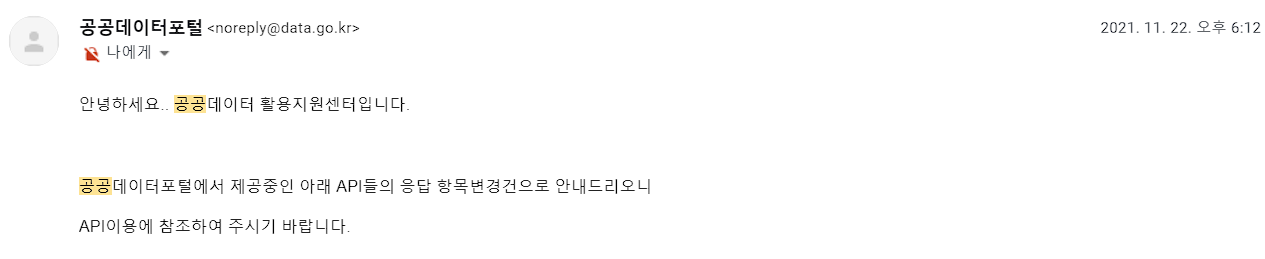 공공데이터포털 <noreply@data.go.kr>
2021. 11. 22. 오후 6:12
나에게
안녕하세요.. 공공데이터 활용지원센터입니다.
공공데이터포털에서 제공중인 아래 API들의 응답 항목변경건으로 안내드리오니
API이용에 참조하여 주시기 바랍니다.